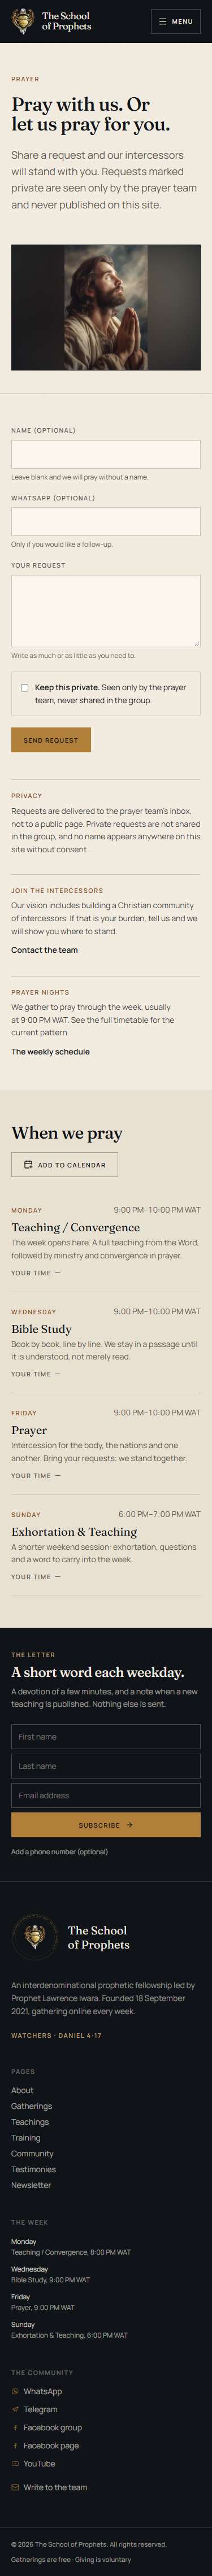 The School
of Prophets
MENU
PRAYER
Pray with us. Or
let us pray for you.
Share a request and our intercessors
will stand with you. Requests marked
private are seen only by the prayer team
and never published on this site.
NAME (OPTIONAL)
Leave blank and we will pray without a name.
WHATSAPP (OPTIONAL)
Only if you would like a follow-up.
YOUR REQUEST
Write as much or as little as you need to.
Keep this private. Seen only by the prayer
team, never shared in the group.
SEND REQUEST
PRIVACY
Requests are delivered to the prayer team's inbox,
not to a public page. Private requests are not shared
in the group, and no name appears anywhere on this
site without consent.
JOIN THE INTERCESSORS
Our vision includes building a Christian community
of intercessors. If that is your burden, tell us and we
will show you where to stand.
Contact the team
PRAYER NIGHTS
We gather to pray through the week, usually
at 9:00 PM WAT. See the full timetable for the
current pattern.
The weekly schedule
When we pray
ADD TO CALENDAR
MONDAY 9:00 PM–10:00 PM WAT
Teaching / Convergence
The week opens here. A full teaching from the Word,
followed by ministry and convergence in prayer.
YOUR TIME —
WEDNESDAY 9:00 PM–10:00 PM WAT
Bible Study
Book by book, line by line. We stay in a passage until
it is understood, not merely read.
YOUR TIME —
FRIDAY 9:00 PM–10:00 PM WAT
Prayer
Intercession for the body, the nations and one
another. Bring your requests; we stand together.
YOUR TIME —
SUNDAY 6:00 PM–7:00 PM WAT
Exhortation & Teaching
A shorter weekend session: exhortation, questions
and a word to carry into the week.
YOUR TIME —
THE LETTER
A short word each weekday.
A devotion of a few minutes, and a note when a new
teaching is published. Nothing else is sent.
First name
Last name
Email address
SUBSCRIBE →
Add a phone number (optional)
The School
of Prophets
An interdenominational prophetic fellowship led by
Prophet Lawrence Iwara. Founded 18 September
2021, gathering online every week.
WATCHERS · DANIEL 4:17
PAGES
About
Gatherings
Teachings
Training
Community
Testimonies
Newsletter
THE WEEK
Monday
Teaching / Convergence, 8:00 PM WAT
Wednesday
Bible Study, 9:00 PM WAT
Friday
Prayer, 9:00 PM WAT
Sunday
Exhortation & Teaching, 6:00 PM WAT
THE COMMUNITY
WhatsApp
Telegram
Facebook group
Facebook page
YouTube
Write to the team
© 2026 The School of Prophets. All rights reserved.
Gatherings are free · Giving is voluntary